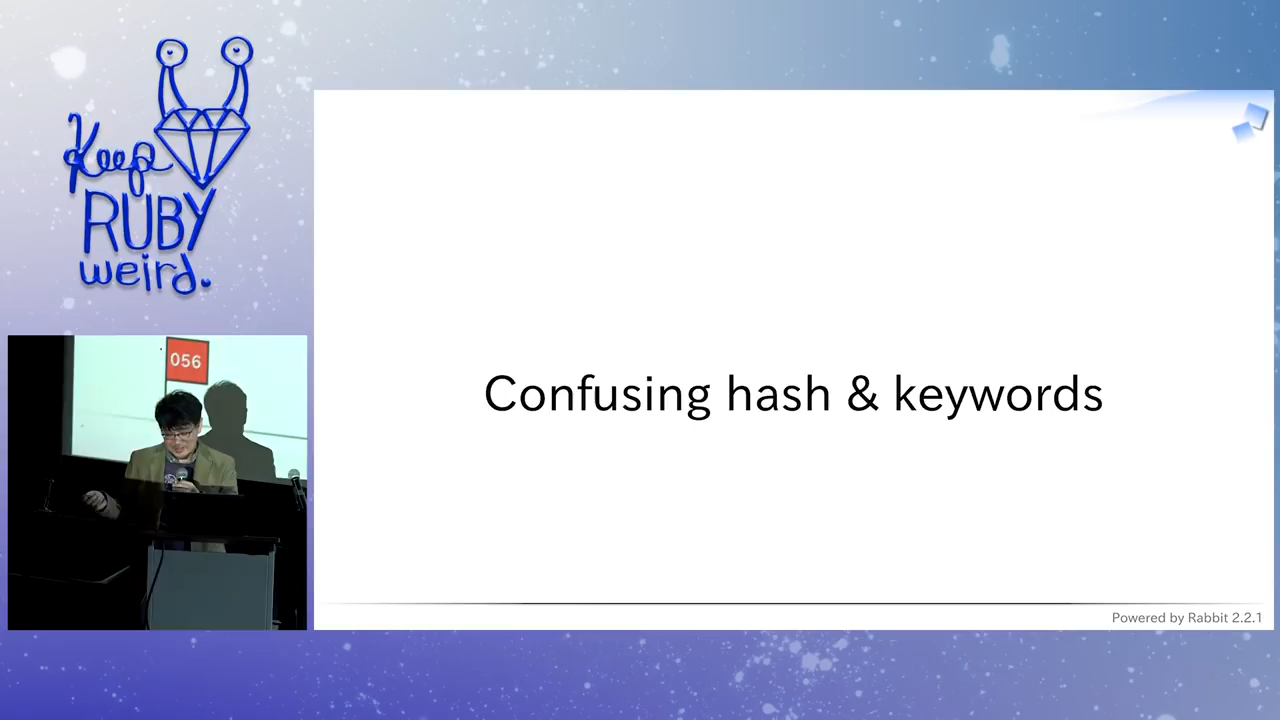 Keep
RUBY
weird.
056
Confusing hash & keywords
Powered by Rabbit 2.2.1